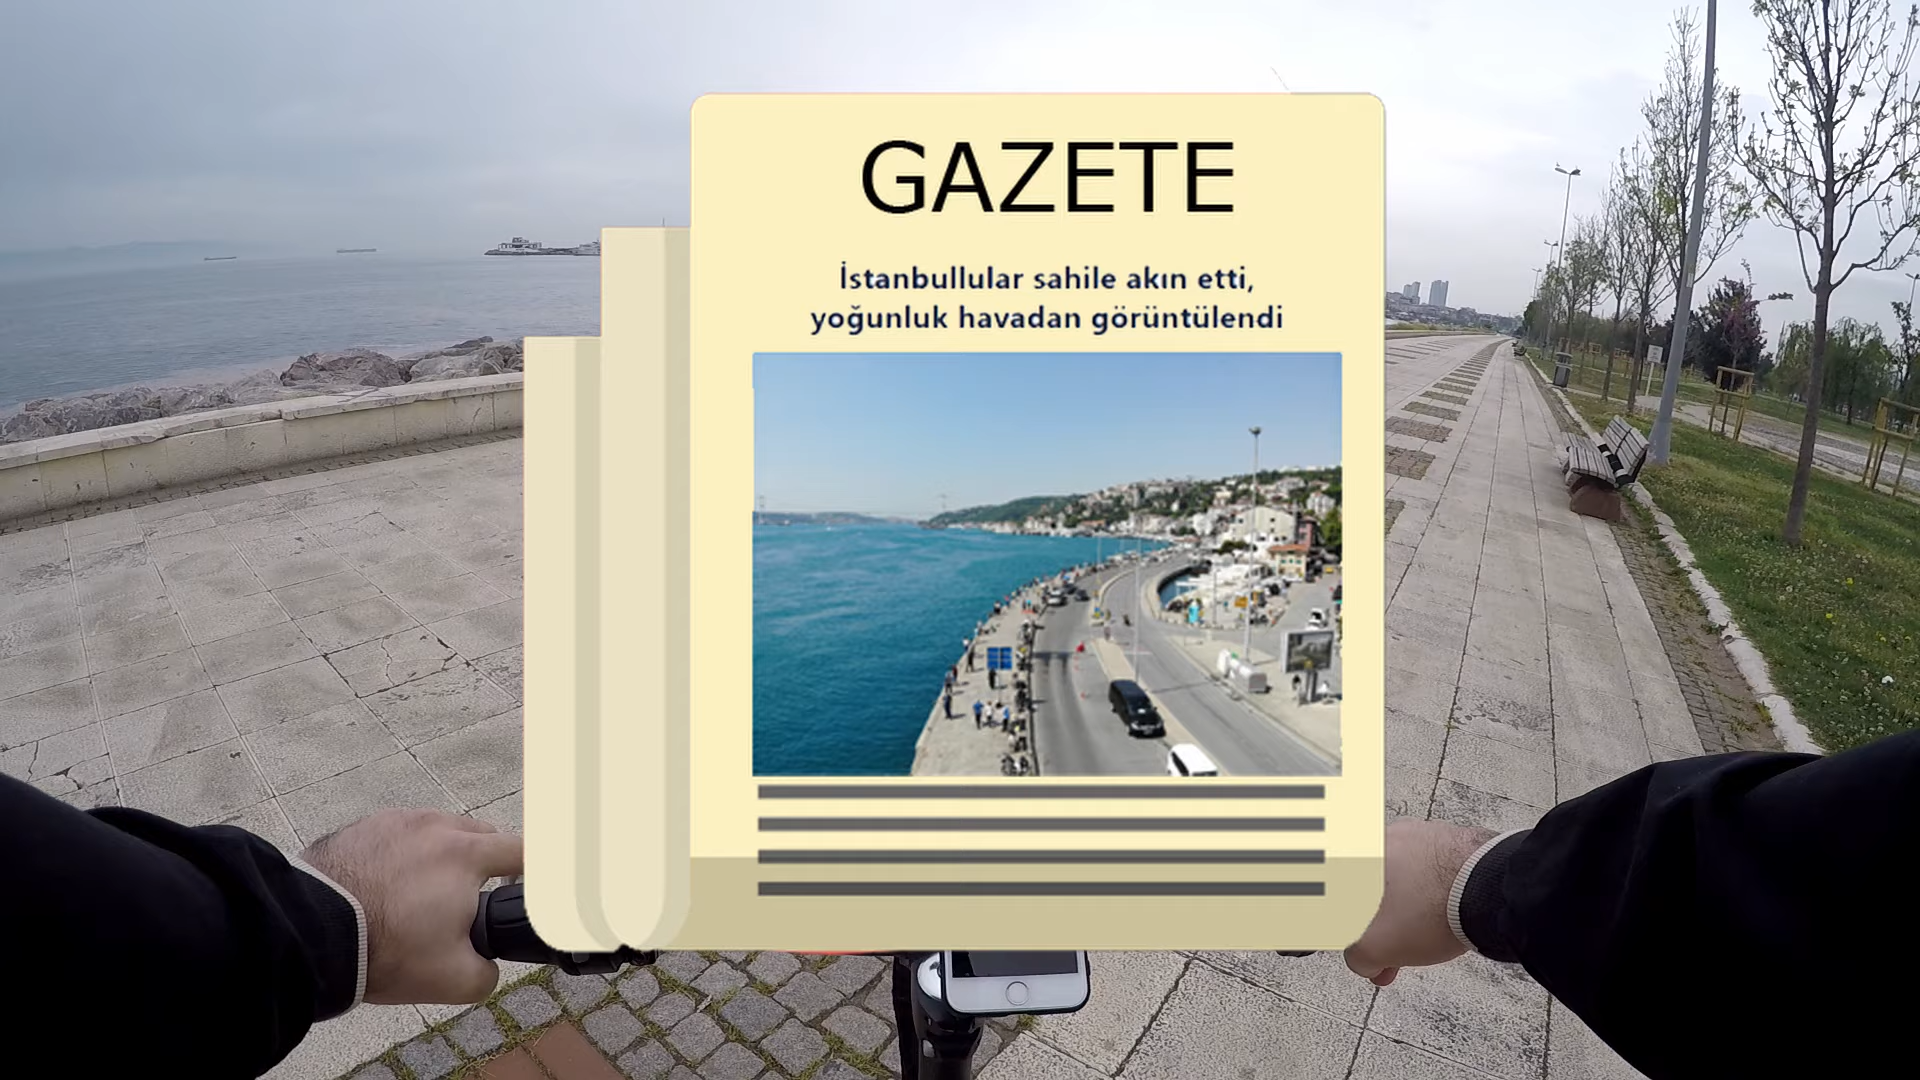 GAZETE
İstanbullular sahile akın etti,
yoğunluk havadan görüntülendi